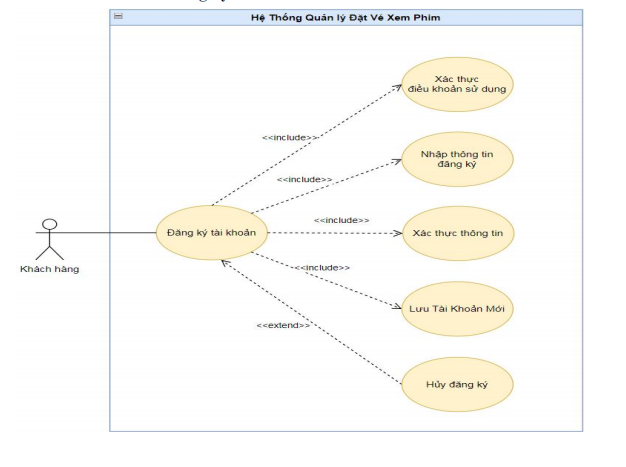 Hệ Thống Quản lý Đặt Vé Xem Phim
Xác thực
điều khoản sử dụng
<<include>>
Nhập thông tin
đăng ký
<<include>>
<<include>>
Đăng ký tài khoản
Xác thực thông tin
Khách hàng
<<include>>
Lưu Tài Khoản Mới
<<extend>>
Hủy đăng ký